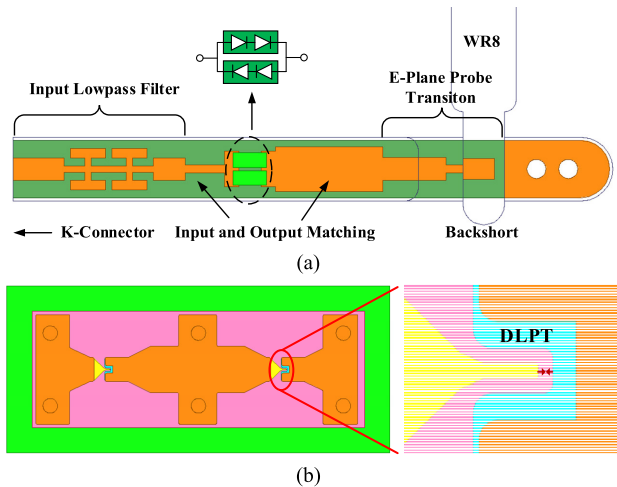 WR8
E-Plane Probe
Transiton
Input Lowpass Filter
K-Connector
Input and Output Matching
Backshort
(a)
DLPT
(b)